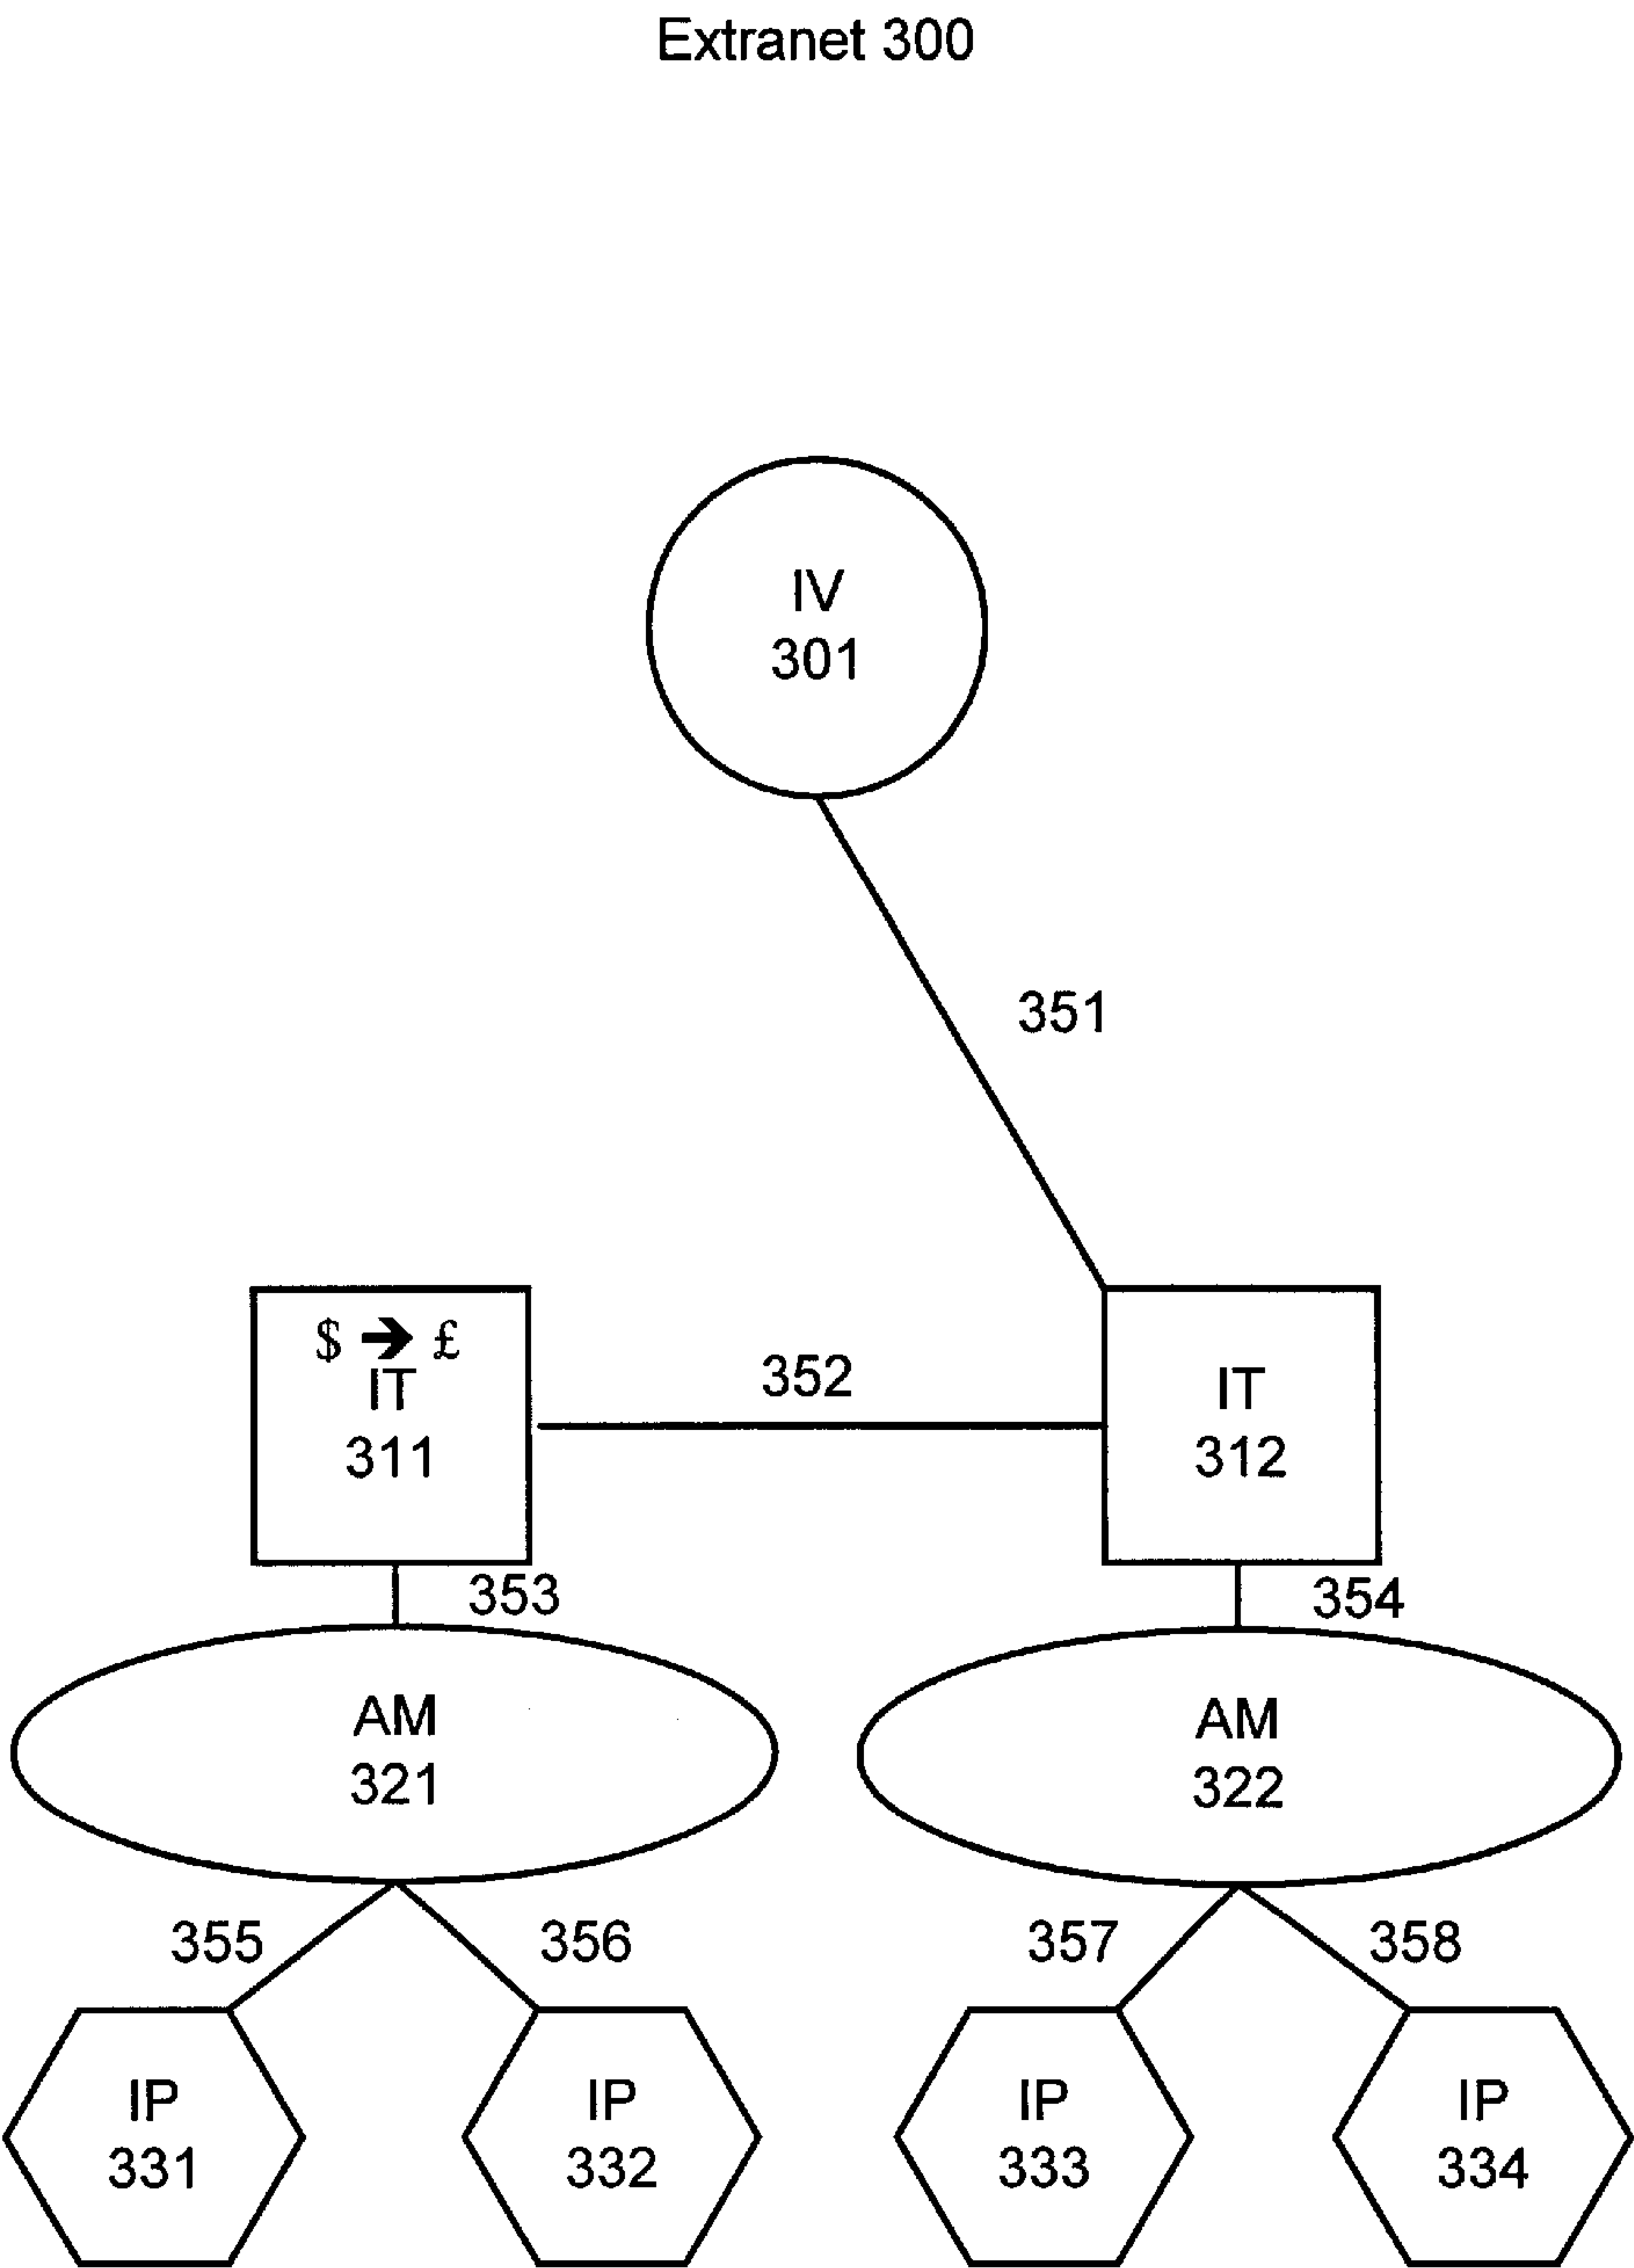 Extranet 300
IV
301
351
$ ➔ £
IT
311
352
IT
312
353
354
AM
321
AM
322
355
356
357
358
IP
331
IP
332
IP
333
IP
334